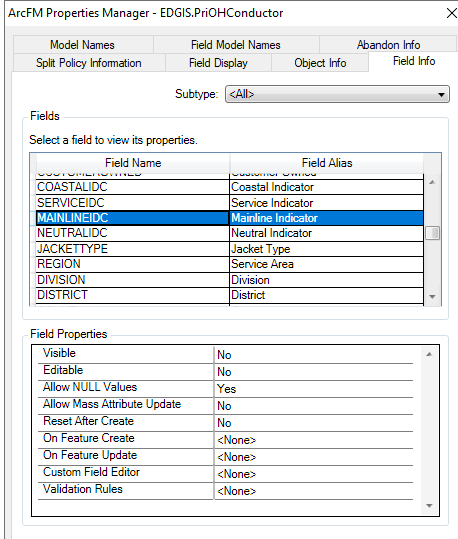 ArcFM Properties Manager - EDGIS.PriOHConductor
Model Names Field Model Names Abandon Info
Split Policy Information Field Display Object Info Field Info
Subtype: <All>
Fields
Select a field to view its properties.
Field Name Field Alias
CUSTOMEROWNED Customer Owned
COASTALIDC Coastal Indicator
SERVICEIDC Service Indicator
MAINLINEIDC Mainline Indicator
NEUTRALIDC Neutral Indicator
JACKETTYPE Jacket Type
REGION Service Area
DIVISION Division
DISTRICT District
Field Properties
Visible No
Editable No
Allow NULL Values Yes
Allow Mass Attribute Update No
Reset After Create No
On Feature Create <None>
On Feature Update <None>
Custom Field Editor <None>
Validation Rules <None>